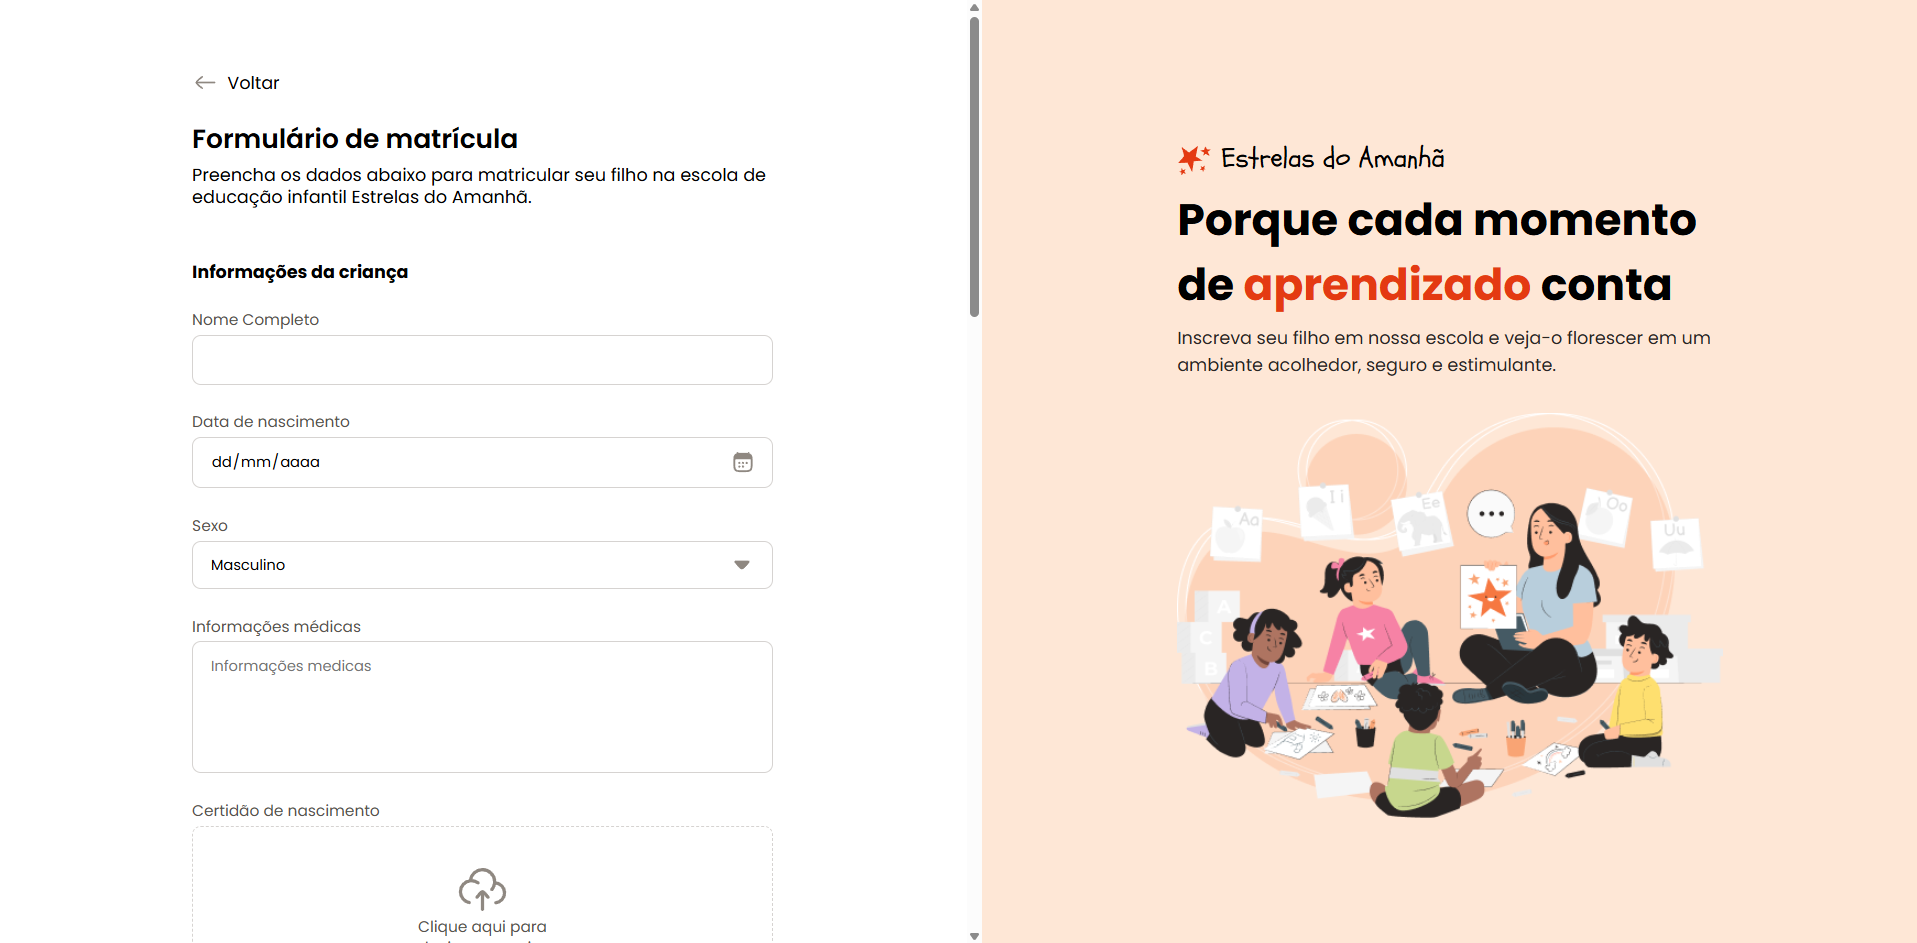 Voltar
Formulário de matrícula
Preencha os dados abaixo para matricular seu filho na escola de
educação infantil Estrelas do Amanhã.
Informações da criança
Nome Completo
Data de nascimento
dd/mm/aaaa
Sexo
Masculino
Informações médicas
Informações medicas
Certidão de nascimento
Clique aqui para
Estrelas do Amanhã
Porque cada momento
de aprendizado conta
Inscreva seu filho em nossa escola e veja-o florescer em um
ambiente acolhedor, seguro e estimulante.
Aa
Ii
Ee
Oo
Uu
A
C
B